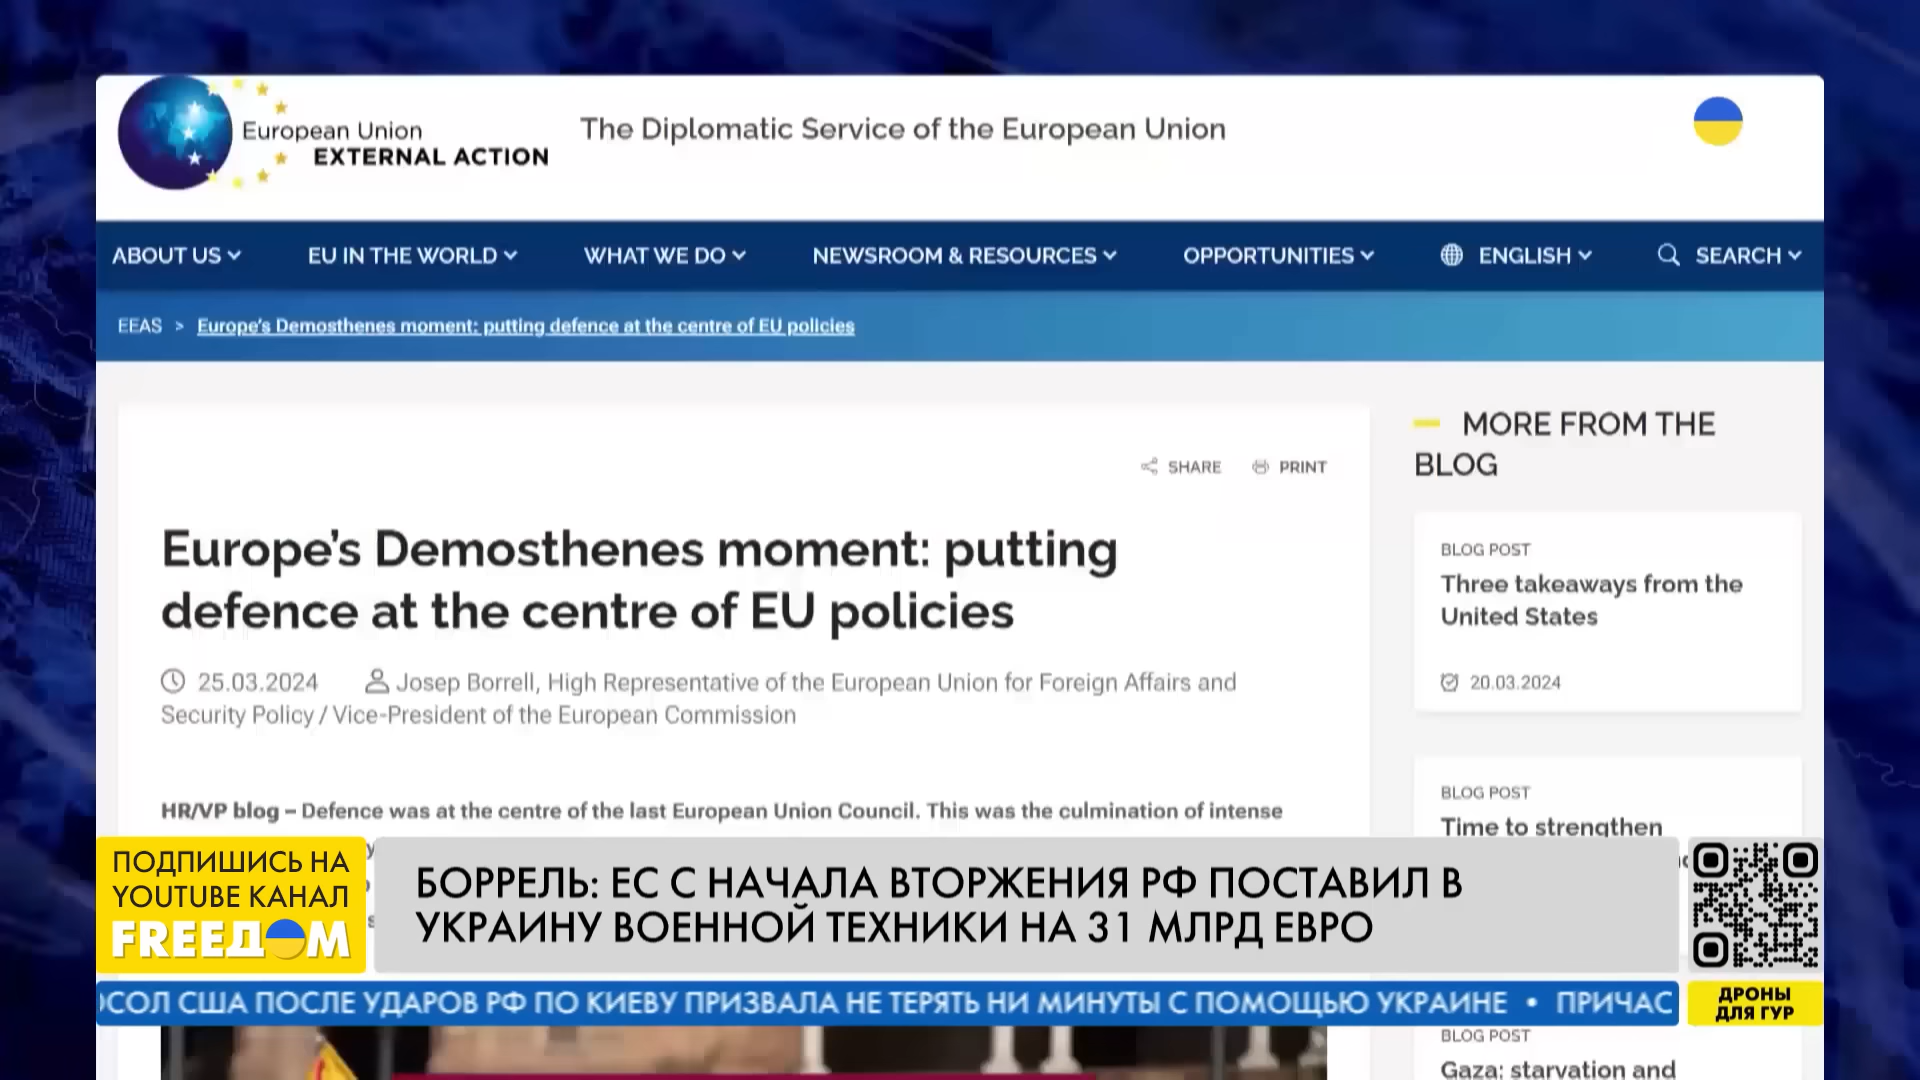 European Union
EXTERNAL ACTION
The Diplomatic Service of the European Union
ABOUT US
EU IN THE WORLD
WHAT WE DO
NEWSROOM & RESOURCES
OPPORTUNITIES
ENGLISH
SEARCH
EEAS > Europe's Demosthenes moment: putting defence at the centre of EU policies
SHARE
PRINT
Europe's Demosthenes moment: putting
defence at the centre of EU policies
25.03.2024 Josep Borrell, High Representative of the European Union for Foreign Affairs and
Security Policy / Vice-President of the European Commission
HR/VP blog – Defence was at the centre of the last European Union Council. This was the culmination of intense
MORE FROM THE
BLOG
BLOG POST
Three takeaways from the
United States
20.03.2024
BLOG POST
Time to strengthen
BLOG POST
Gaza: starvation and
ПОДПИШИСЬ НА
YOUTUBE КАНАЛ
FREEДОМ
БОРРЕЛЬ: ЕС С НАЧАЛА ВТОРЖЕНИЯ РФ ПОСТАВИЛ В
УКРАИНУ ВОЕННОЙ ТЕХНИКИ НА 31 МЛРД ЕВРО
ОСОЛ США ПОСЛЕ УДАРОВ РФ ПО КИЕВУ ПРИЗВАЛА НЕ ТЕРЯТЬ НИ МИНУТЫ С ПОМОЩЬЮ УКРАИНЕ • ПРИЧАС
ДРОНЫ
ДЛЯ ГУР